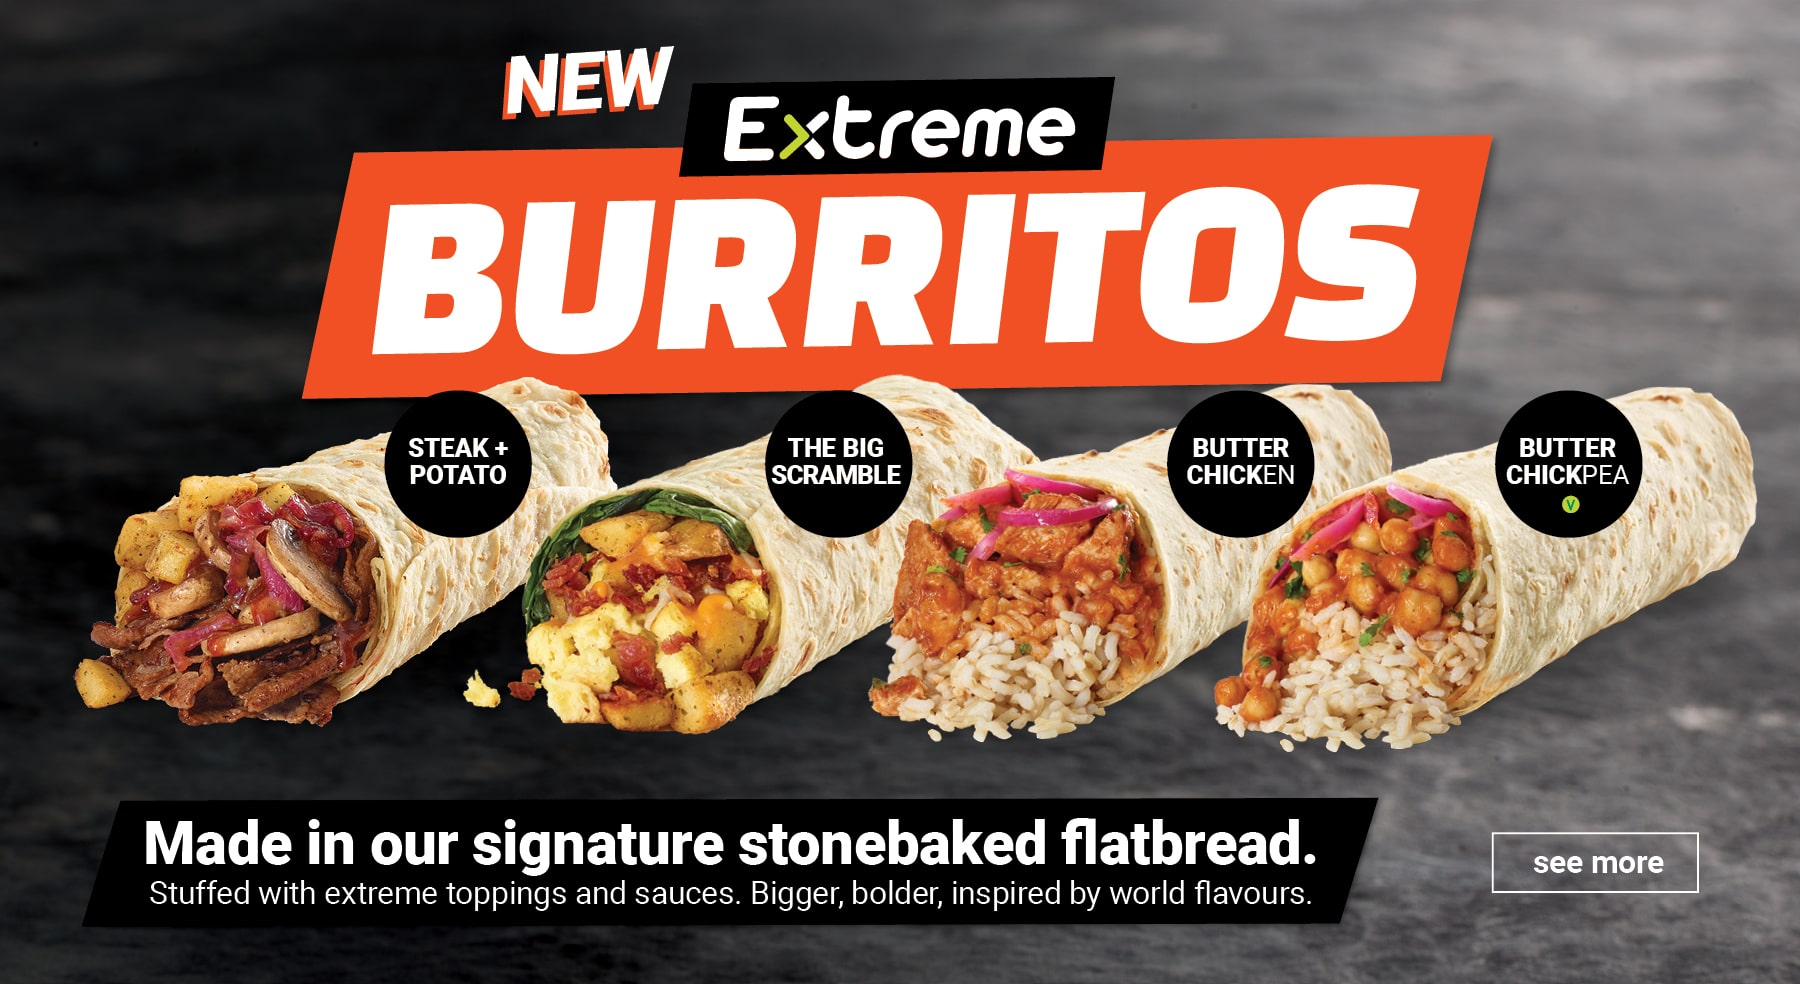 NEW
Extreme
BURRITOS
STEAK +
POTATO
THE BIG
SCRAMBLE
BUTTER
CHICKEN
BUTTER
CHICKPEA
V
Made in our signature stonebaked flatbread.
Stuffed with extreme toppings and sauces. Bigger, bolder, inspired by world flavours.
see more